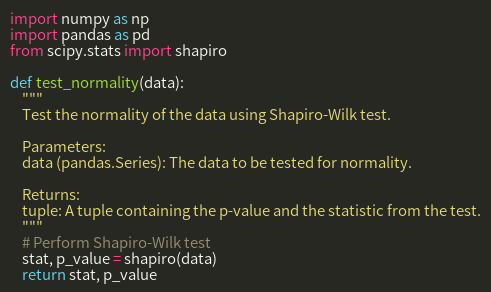 import numpy as np
import pandas as pd
from scipy.stats import shapiro

def test_normality(data):
    """
    Test the normality of the data using Shapiro-Wilk test.

    Parameters:
    data (pandas.Series): The data to be tested for normality.

    Returns:
    tuple: A tuple containing the p-value and the statistic from the test.
    """
    # Perform Shapiro-Wilk test
    stat, p_value = shapiro(data)
    return stat, p_value